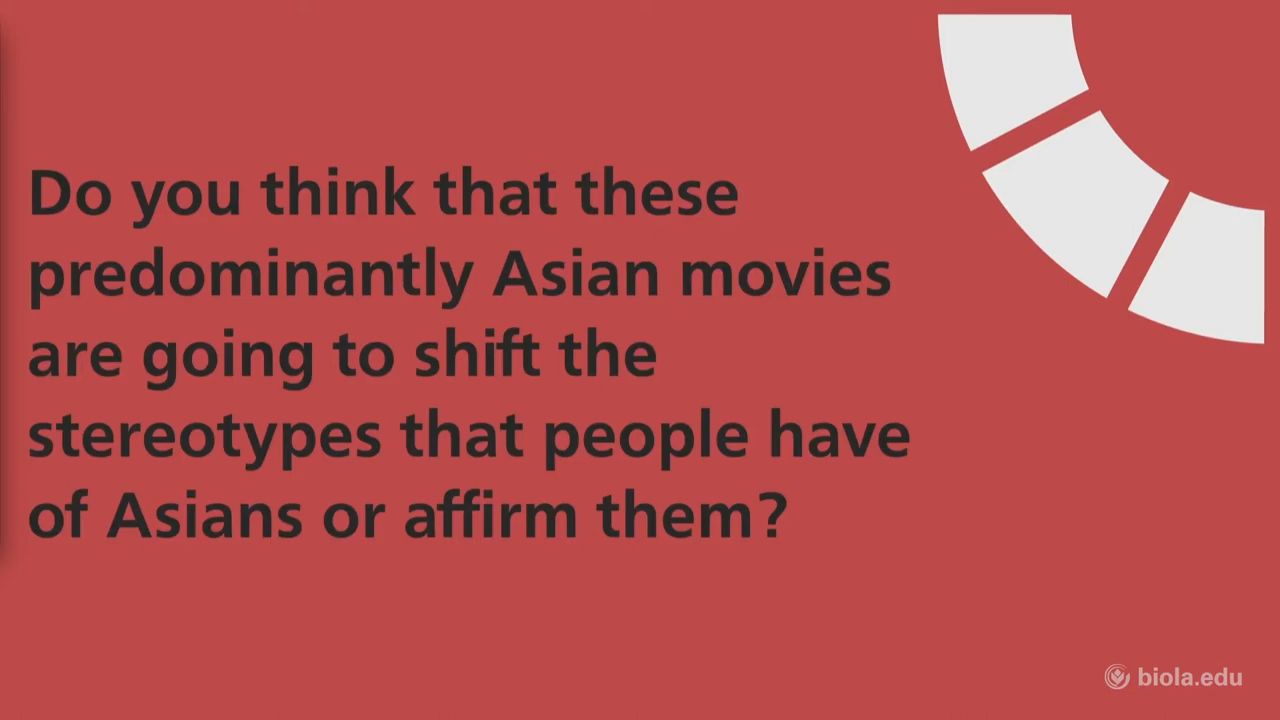 Do you think that these
predominantly Asian movies
are going to shift the
stereotypes that people have
of Asians or affirm them?
biola.edu